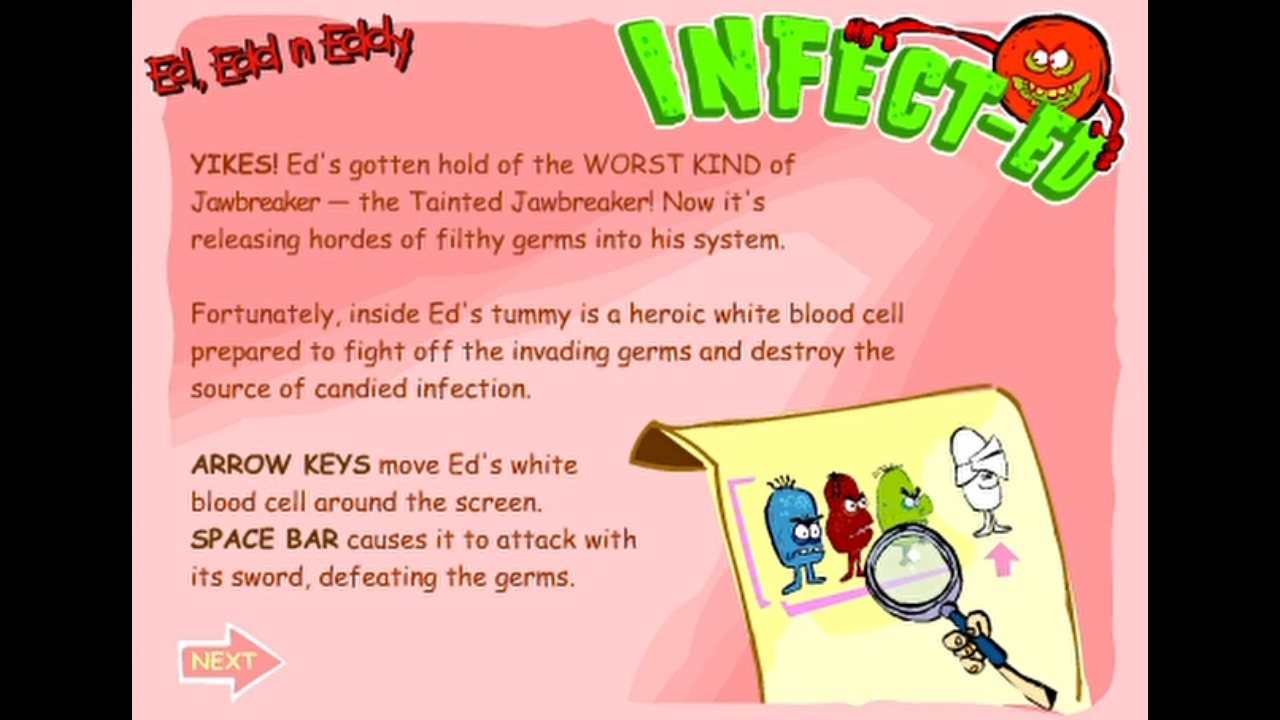 Ed, Edd n Eddy
INFECT-ED
YIKES! Ed's gotten hold of the WORST KIND of
Jawbreaker — the Tainted Jawbreaker! Now it's
releasing hordes of filthy germs into his system.
Fortunately, inside Ed's tummy is a heroic white blood cell
prepared to fight off the invading germs and destroy the
source of candied infection.
ARROW KEYS move Ed's white
blood cell around the screen.
SPACE BAR causes it to attack with
its sword, defeating the germs.
NEXT